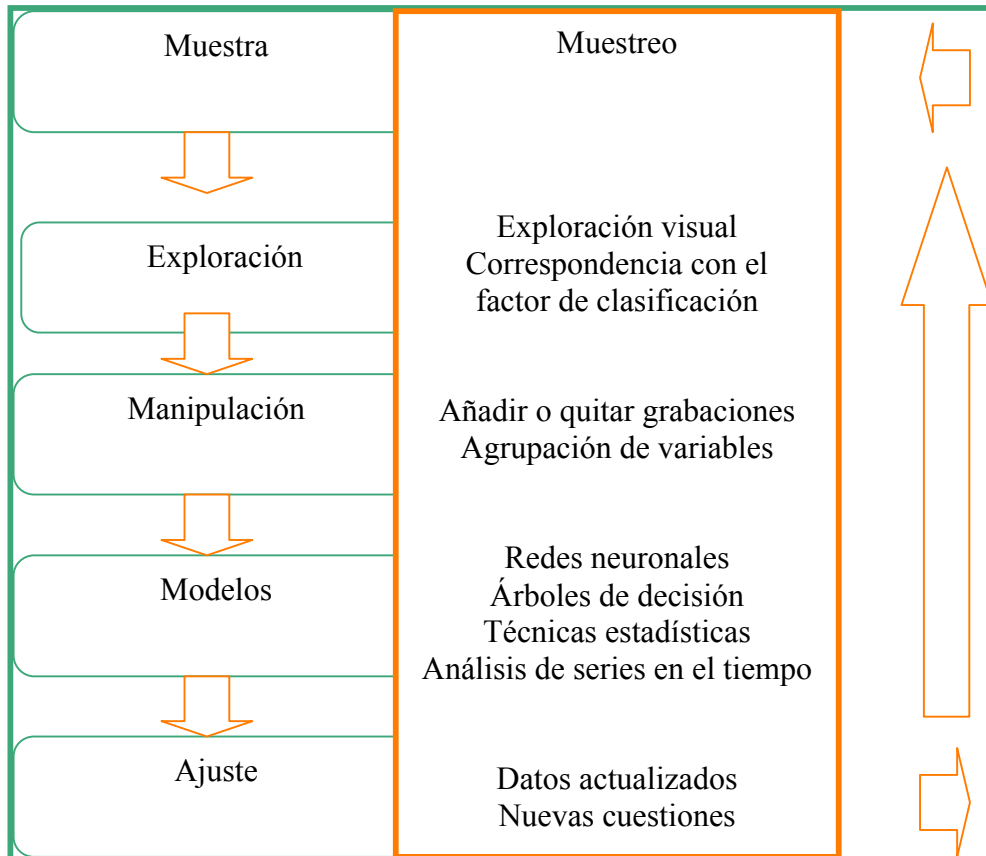 Muestra
Muestreo
Exploración
Exploración visual
Correspondencia con el
factor de clasificación
Manipulación
Añadir o quitar grabaciones
Agrupación de variables
Modelos
Redes neuronales
Árboles de decisión
Técnicas estadísticas
Análisis de series en el tiempo
Ajuste
Datos actualizados
Nuevas cuestiones